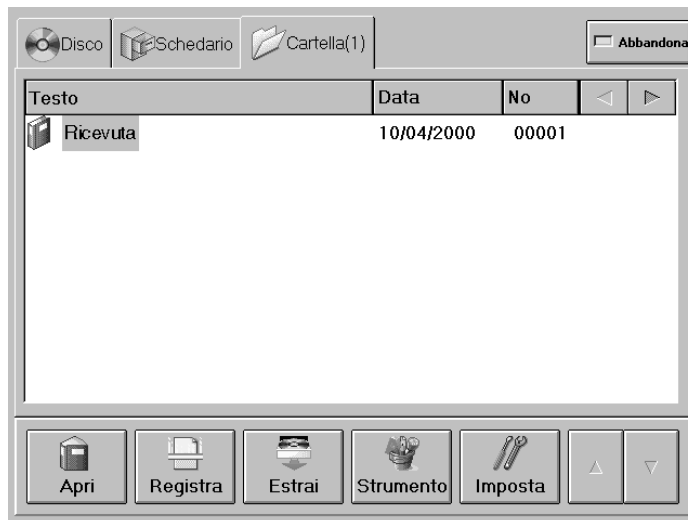 Disco Schedario Cartella(1) Abbandona
Testo Data No
Ricevuta 10/04/2000 00001
Apri Registra Estrai Strumento Imposta